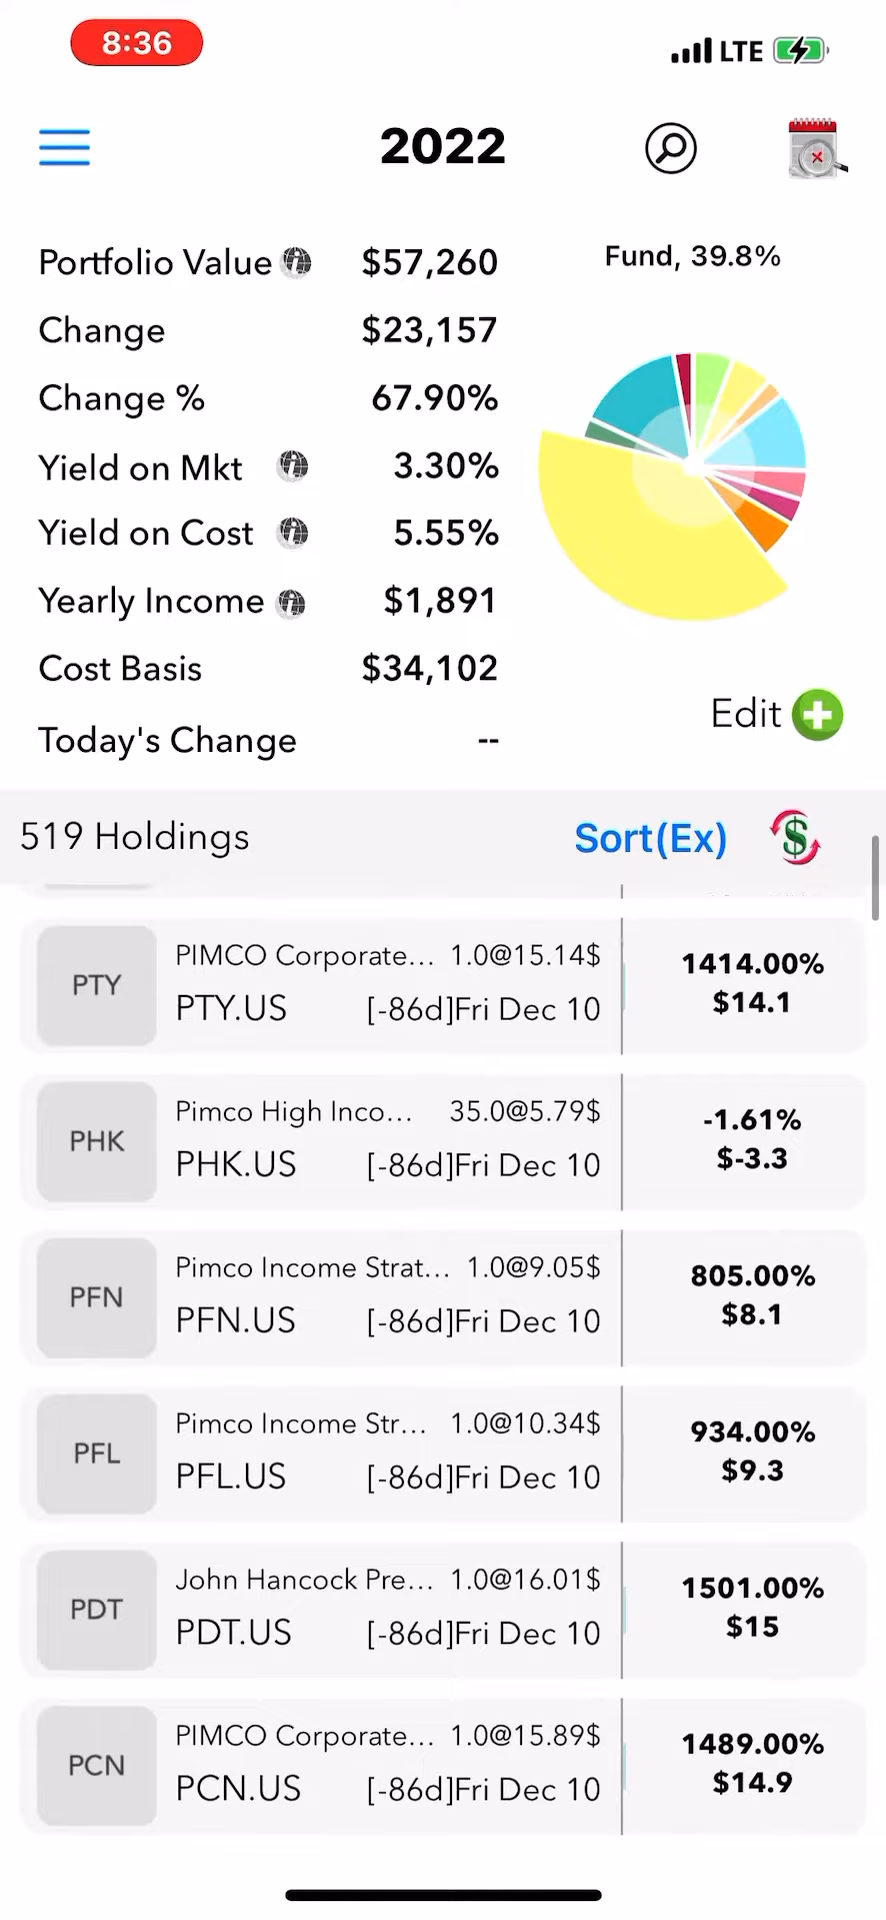 8:36
LTE
2022
Portfolio Value $57,260
Fund, 39.8%
Change $23,157
Change % 67.90%
Yield on Mkt 3.30%
Yield on Cost 5.55%
Yearly Income $1,891
Cost Basis $34,102
Edit
Today's Change --
519 Holdings Sort(Ex)
PTY
PIMCO Corporate... 1.0@15.14$
PTY.US [-86d]Fri Dec 10
1414.00%
$14.1
PHK
Pimco High Inco... 35.0@5.79$
PHK.US [-86d]Fri Dec 10
-1.61%
$-3.3
PFN
Pimco Income Strat... 1.0@9.05$
PFN.US [-86d]Fri Dec 10
805.00%
$8.1
PFL
Pimco Income Str... 1.0@10.34$
PFL.US [-86d]Fri Dec 10
934.00%
$9.3
PDT
John Hancock Pre... 1.0@16.01$
PDT.US [-86d]Fri Dec 10
1501.00%
$15
PCN
PIMCO Corporate... 1.0@15.89$
PCN.US [-86d]Fri Dec 10
1489.00%
$14.9